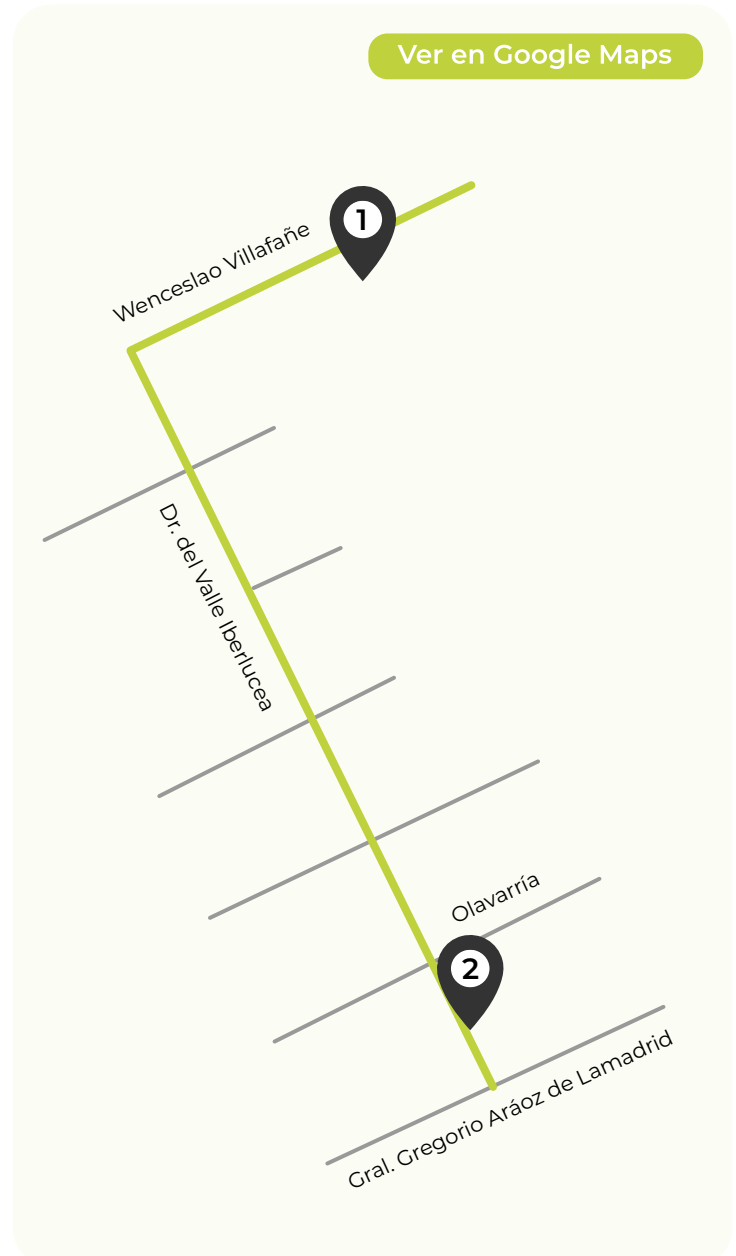 Ver en Google Maps
1
Wenceslao Villafañe
Dr. del Valle Iberlucea
Olavarría
2
Gral. Gregorio Aráoz de Lamadrid